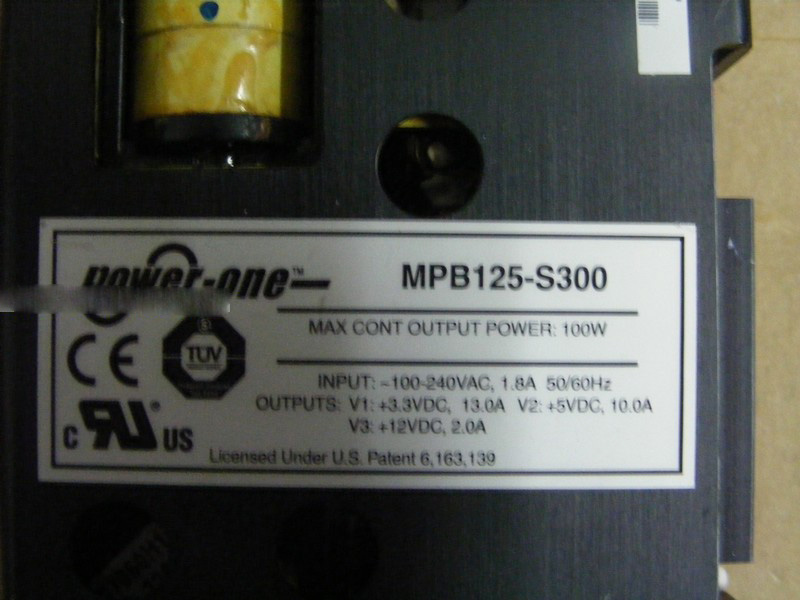 power-one™
MPB125-S300
MAX CONT OUTPUT POWER: 100W
CE
S
TUV
INPUT: ~100-240VAC, 1.8A 50/60Hz
OUTPUTS: V1: +3.3VDC, 13.0A V2: +5VDC, 10.0A
V3: +12VDC, 2.0A
C RU® US
Licensed Under U.S. Patent 6,163,139